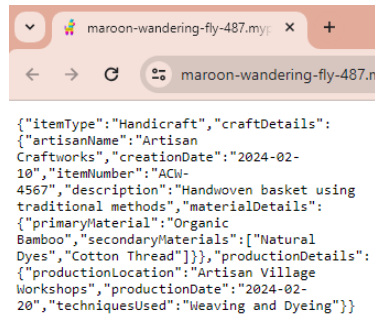 maroon-wandering-fly-487.myp
maroon-wandering-fly-487.m
{"itemType":"Handicraft","craftDetails":
{"artisanName":"Artisan
Craftworks","creationDate":"2024-02-
10","itemNumber":"ACW-
4567","description":"Handwoven basket using
traditional methods","materialDetails":
{"primaryMaterial":"Organic
Bamboo","secondaryMaterials":["Natural
Dyes","Cotton Thread"]}},"productionDetails":
{"productionLocation":"Artisan Village
Workshops","productionDate":"2024-02-
20","techniquesUsed":"Weaving and Dyeing"}}